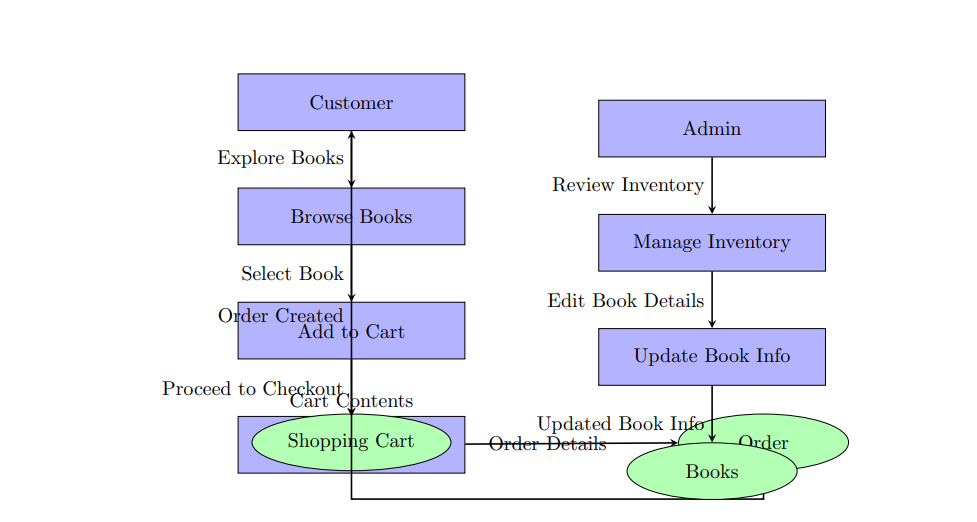 Customer
Admin
Explore Books
Review Inventory
Browse Books
Manage Inventory
Select Book
Edit Book Details
Order Created
Add to Cart
Update Book Info
Proceed to Checkout
Cart Contents
Updated Book Info
Shopping Cart
Order Details
Order
Books